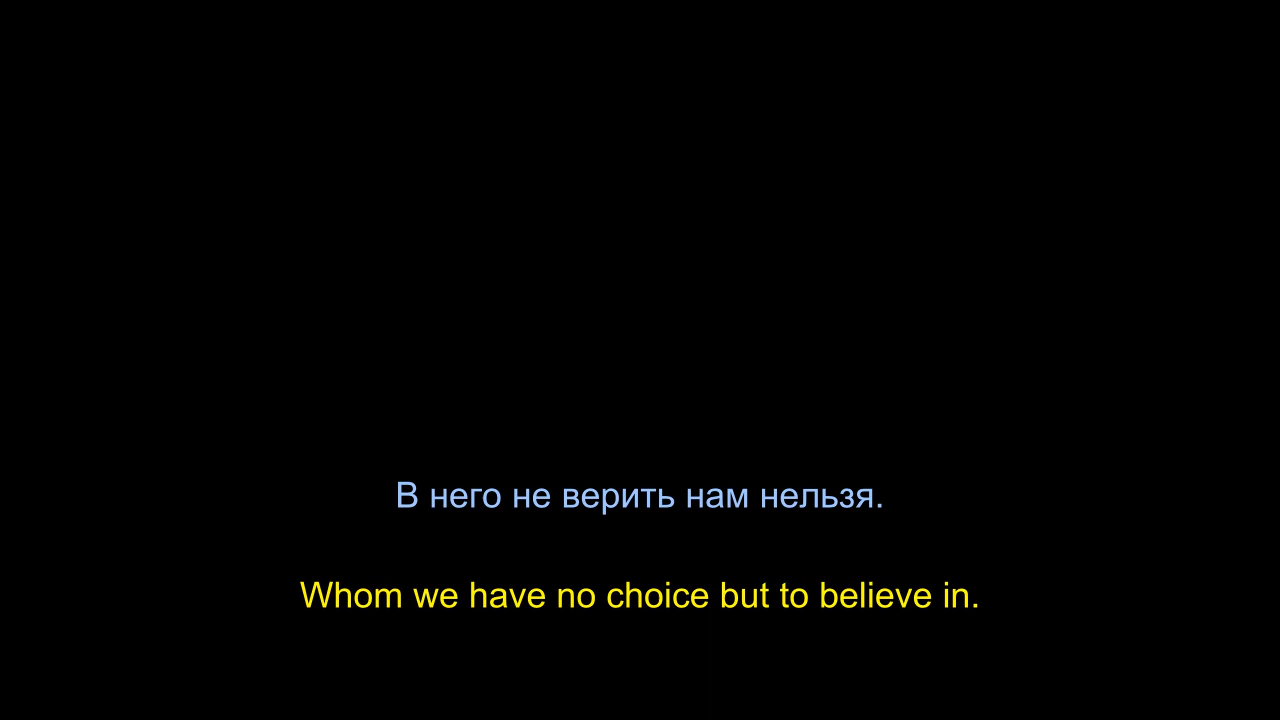 В него не верить нам нельзя.
Whom we have no choice but to believe in.